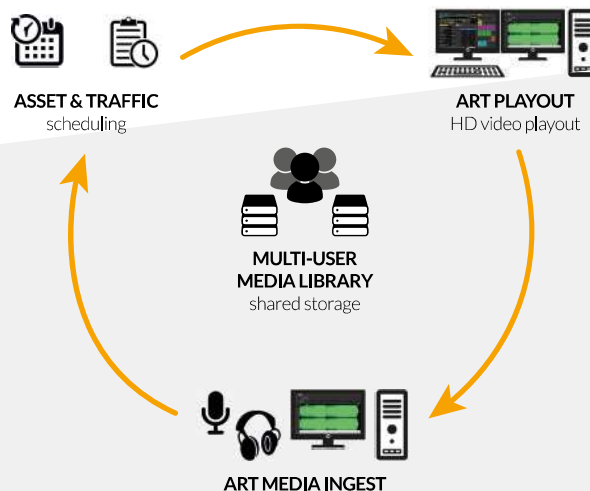 ASSET & TRAFFIC
scheduling
ART PLAYOUT
HD video playout
MULTI-USER
MEDIA LIBRARY
shared storage
ART MEDIA INGEST